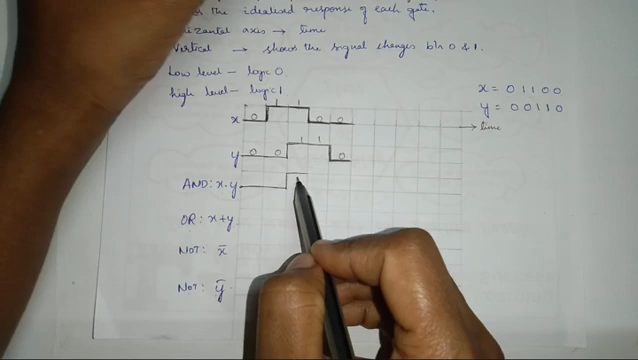 the idealised response of each gate.
axis → time
Vertical → shows the signal changes b/n 0 & 1.
Low level - logic 0.
high level - logic 1
x = 0 1 1 0 0
y = 0 0 1 1 0
x 0 1 1 0 0
time
y 0 0 1 1 0
AND: x.y
OR: x+y
NOT: x̄
NOT: ȳ